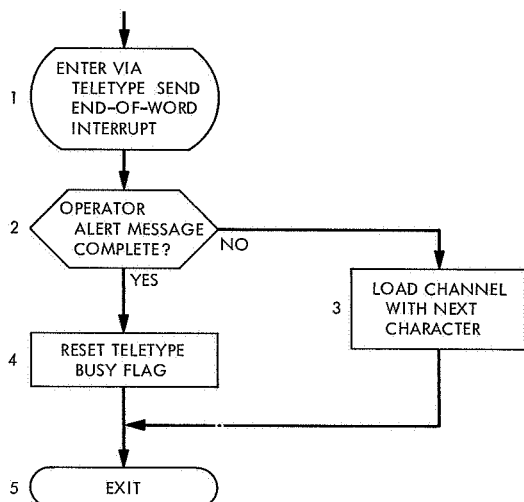 1
ENTER VIA
TELETYPE SEND
END-OF-WORD
INTERRUPT
2
OPERATOR
ALERT MESSAGE
COMPLETE?
NO
YES
3
LOAD CHANNEL
WITH NEXT
CHARACTER
4
RESET TELETYPE
BUSY FLAG
5
EXIT